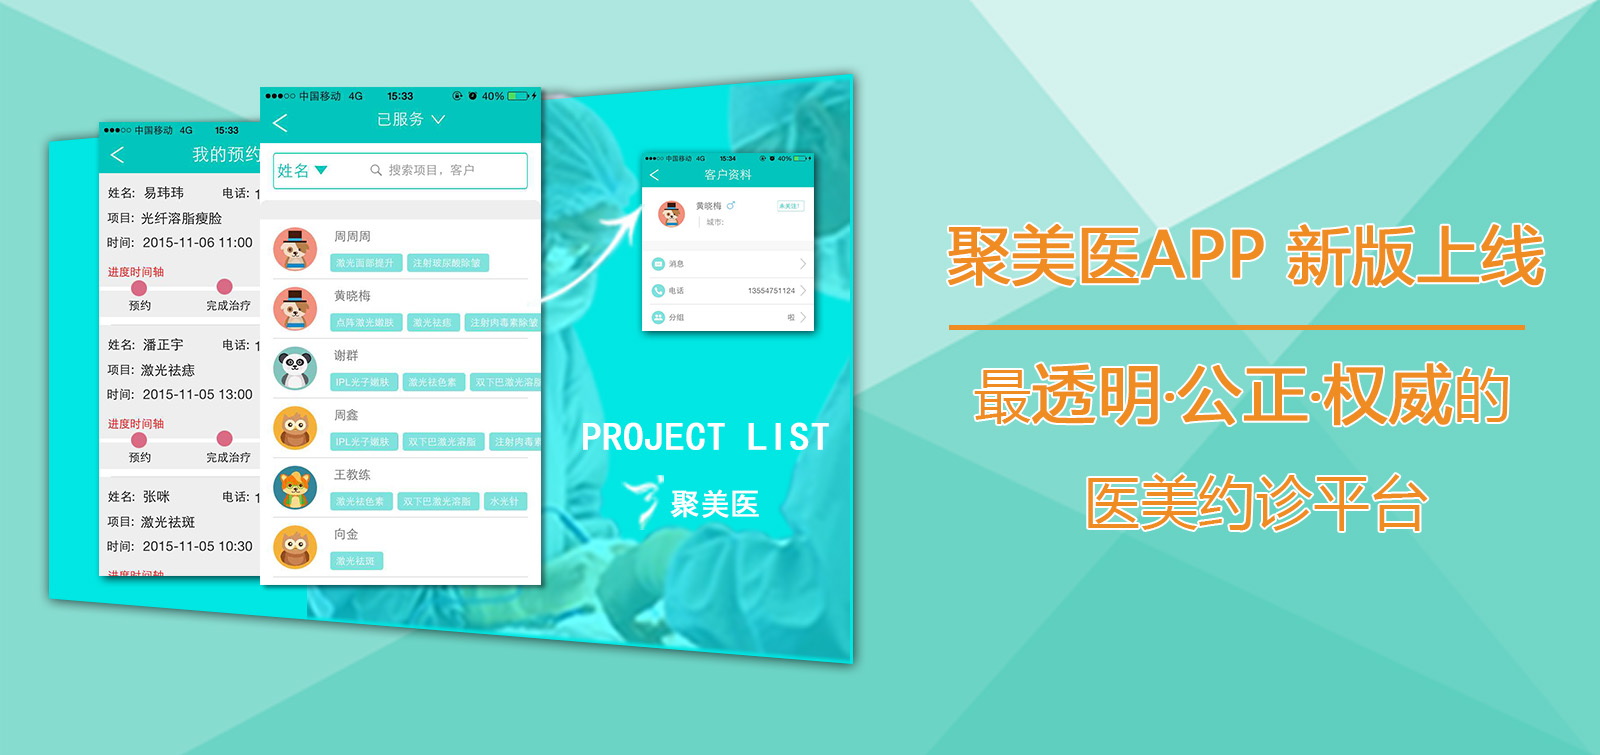 中国移动 4G 15:33
我的预约
姓名: 易玮玮 电话: 1
项目: 光纤溶脂瘦脸
时间: 2015-11-06 11:00
进度时间轴
预约 完成治疗
姓名: 潘正宇 电话: 1
项目: 激光祛痣
时间: 2015-11-05 13:00
进度时间轴
预约 完成治疗
姓名: 张咪 电话: 1
项目: 激光祛斑
时间: 2015-11-05 10:30
进度时间轴
中国移动 4G 15:33 40%
已服务
姓名 搜索项目，客户
周周周
激光面部提升 注射玻尿酸除皱
黄晓梅
点阵激光嫩肤 激光祛痣 注射肉毒素除皱
谢群
IPL光子嫩肤 激光祛色素 双下巴激光溶脂
周鑫
IPL光子嫩肤 双下巴激光溶脂 注射肉毒素
王教练
激光祛色素 双下巴激光溶脂 水光针
向金
激光祛斑
中国移动 4G 15:34 40%
客户资料
黄晓梅 未关注!
城市:
消息
电话 13554751124
分组 啦
PROJECT LIST
聚美医
聚美医APP 新版上线
最透明·公正·权威的
医美约诊平台